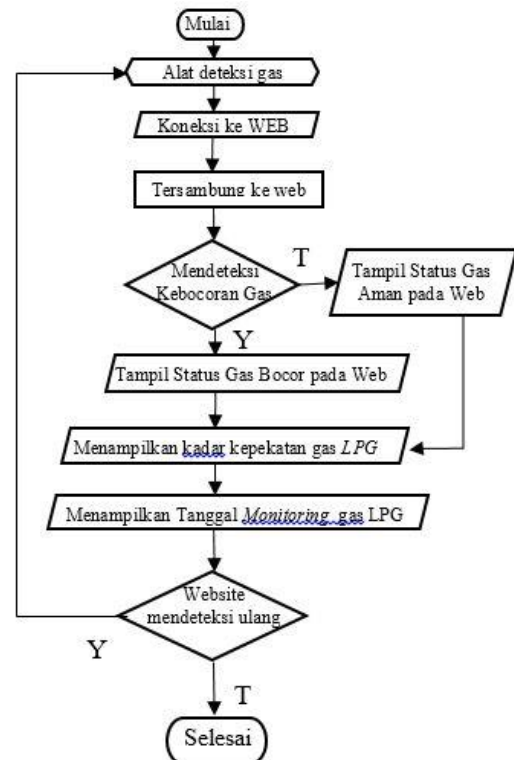 Mulai
Alat deteksi gas
Koneksi ke WEB
Tersambung ke web
Mendeteksi
Kebocoran Gas
T
Tampil Status Gas
Aman pada Web
Y
Tampil Status Gas Bocor pada Web
Menampilkan kadar kepekatan gas LPG
Menampilkan Tanggal Monitoring gas LPG
Website
mendeteksi ulang
Y
T
Selesai